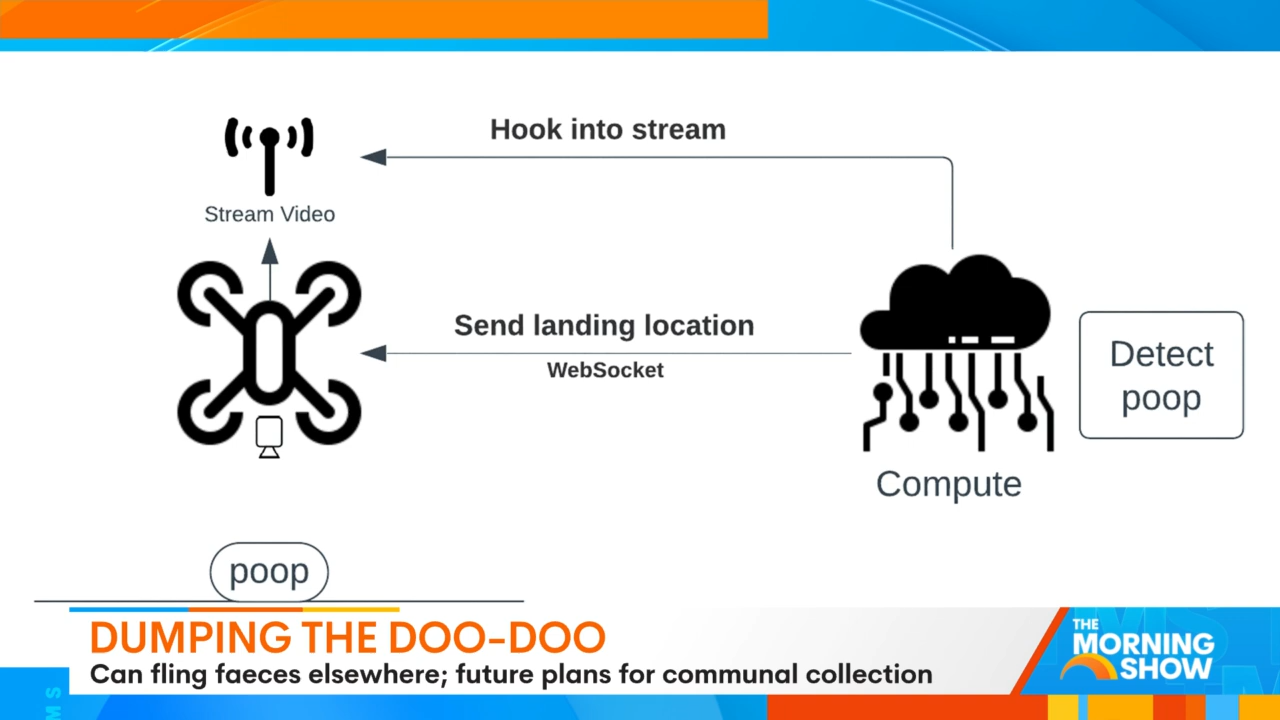 Hook into stream
Stream Video
Send landing location
WebSocket
Detect
poop
Compute
poop
DUMPING THE DOO-DOO
Can fling faeces elsewhere; future plans for communal collection
THE
MORNING
SHOW